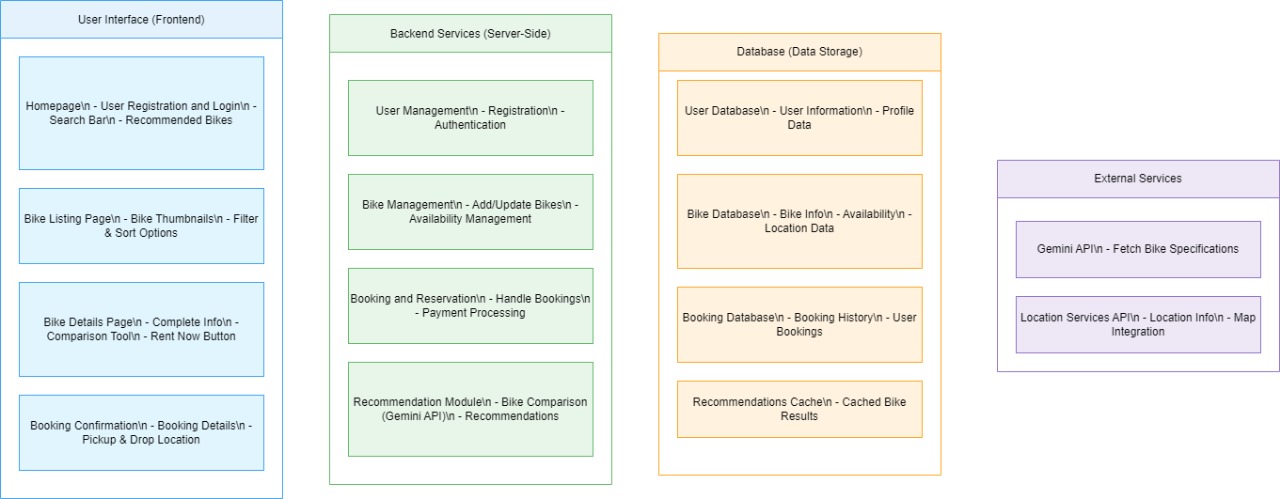 User Interface (Frontend)
Homepage\n - User Registration and Login\n -
Search Bar\n - Recommended Bikes
Bike Listing Page\n - Bike Thumbnails\n - Filter
& Sort Options
Bike Details Page\n - Complete Info\n -
Comparison Tool\n - Rent Now Button
Booking Confirmation\n - Booking Details\n -
Pickup & Drop Location
Backend Services (Server-Side)
User Management\n - Registration\n -
Authentication
Bike Management\n - Add/Update Bikes\n -
Availability Management
Booking and Reservation\n - Handle Bookings\n
- Payment Processing
Recommendation Module\n - Bike Comparison
(Gemini API)\n - Recommendations
Database (Data Storage)
User Database\n - User Information\n - Profile
Data
Bike Database\n - Bike Info\n - Availability\n -
Location Data
Booking Database\n - Booking History\n - User
Bookings
Recommendations Cache\n - Cached Bike
Results
External Services
Gemini API\n - Fetch Bike Specifications
Location Services API\n - Location Info\n - Map
Integration